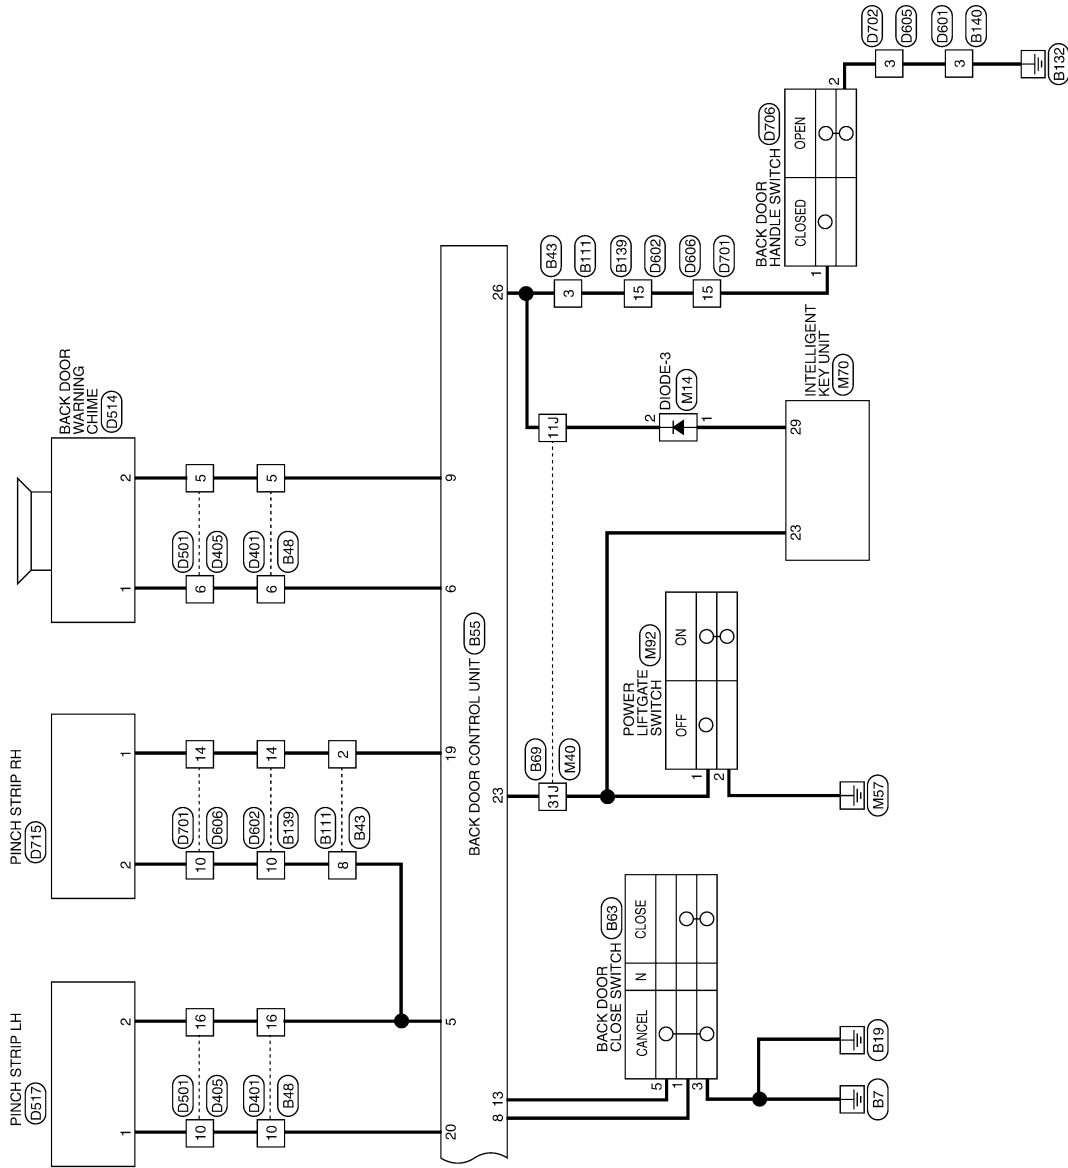 PINCH STRIP LH
D517
1
2
10
D501
D405
16
10
D401
B48
16
20
5
PINCH STRIP RH
D715
2
1
10
D701
D606
14
10
D602
B139
14
8
B111
B43
2
19
BACK DOOR
WARNING
CHIME
D514
1
2
6
D501
D405
5
6
D401
B48
5
6
9
BACK DOOR CONTROL UNIT
B55
8
13
23
26
BACK DOOR
CLOSE SWITCH
B63
CANCEL
N
CLOSE
5
1
3
B7
B19
31J
B69
M40
11J
POWER
LIFTGATE
SWITCH
M92
OFF
ON
1
2
M57
DIODE-3
M14
2
1
INTELLIGENT
KEY UNIT
M70
23
29
3
B43
B111
15
B139
D602
15
D606
D701
BACK DOOR
HANDLE SWITCH
D706
CLOSED
OPEN
1
2
3
D702
D605
3
D601
B140
B132